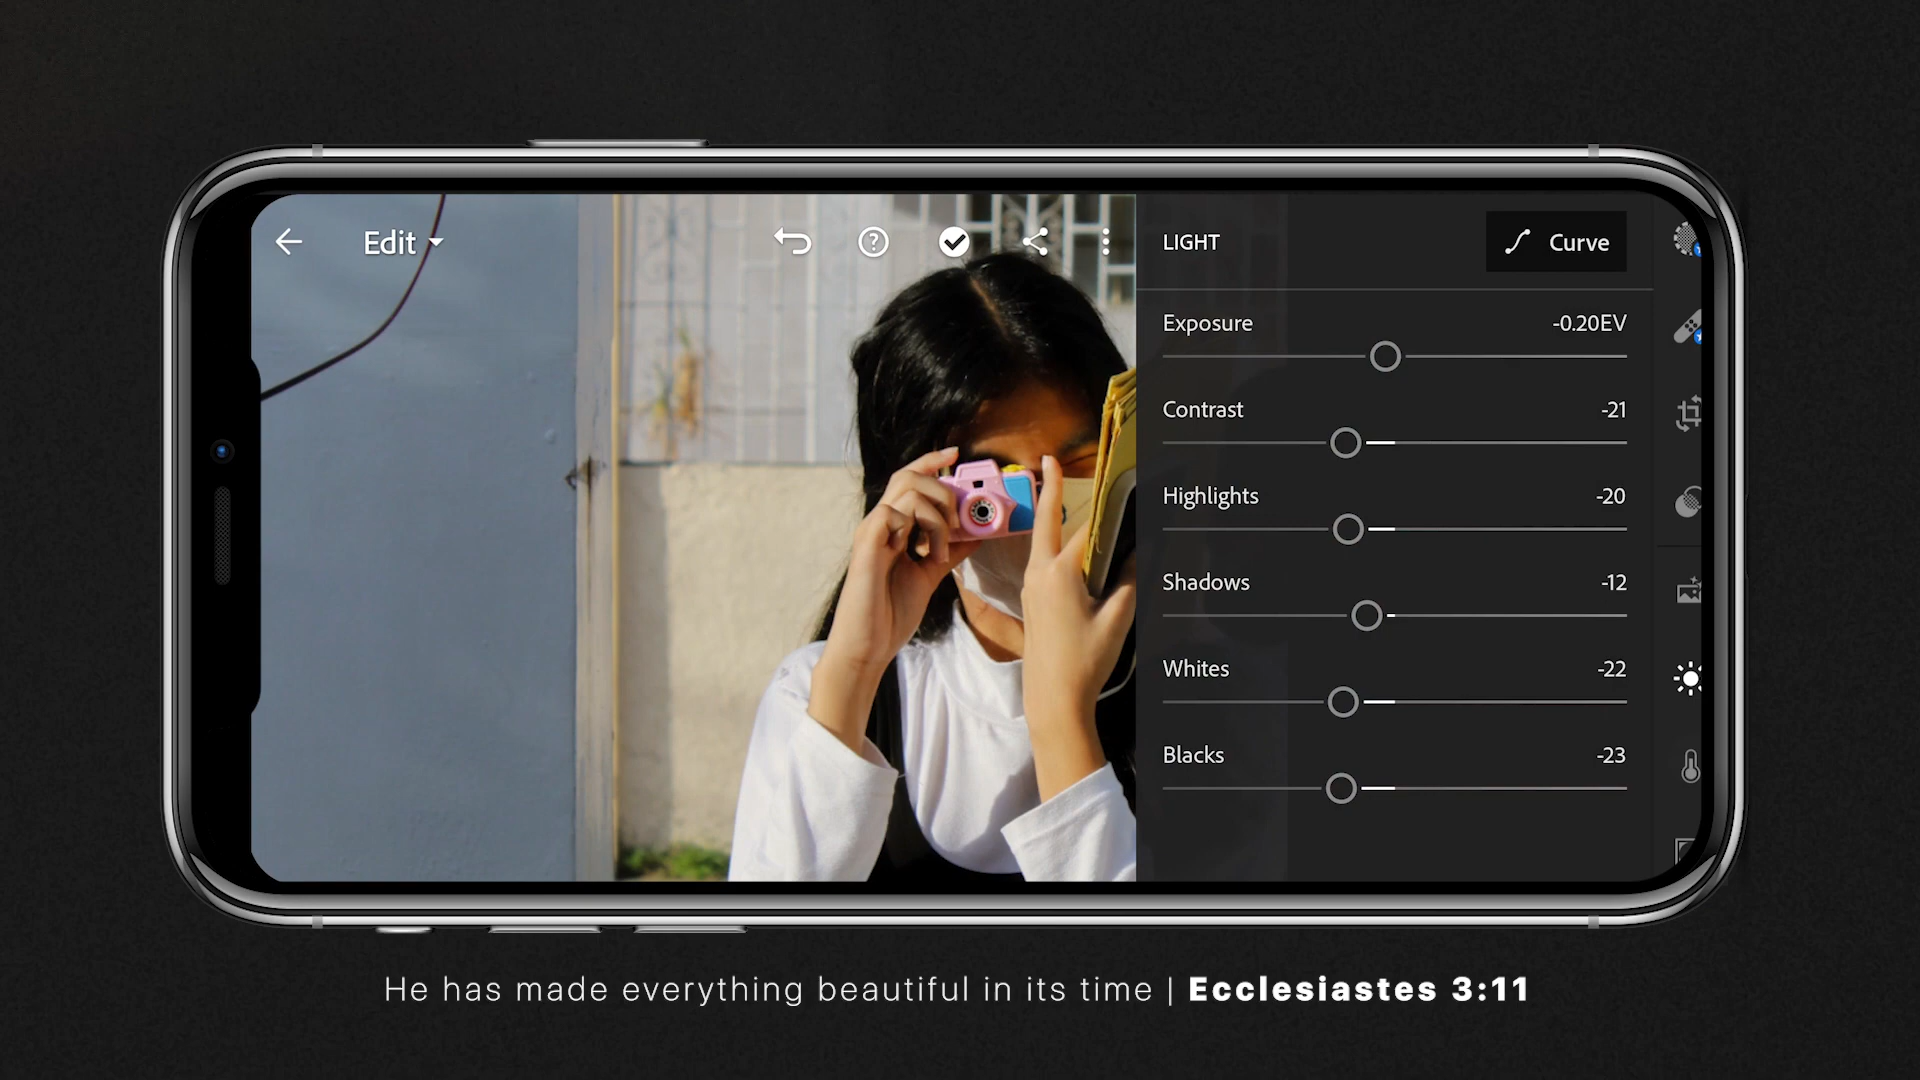 Edit
LIGHT
Curve
Exposure -0.20EV
Contrast -21
Highlights -20
Shadows -12
Whites -22
Blacks -23
He has made everything beautiful in its time | Ecclesiastes 3:11